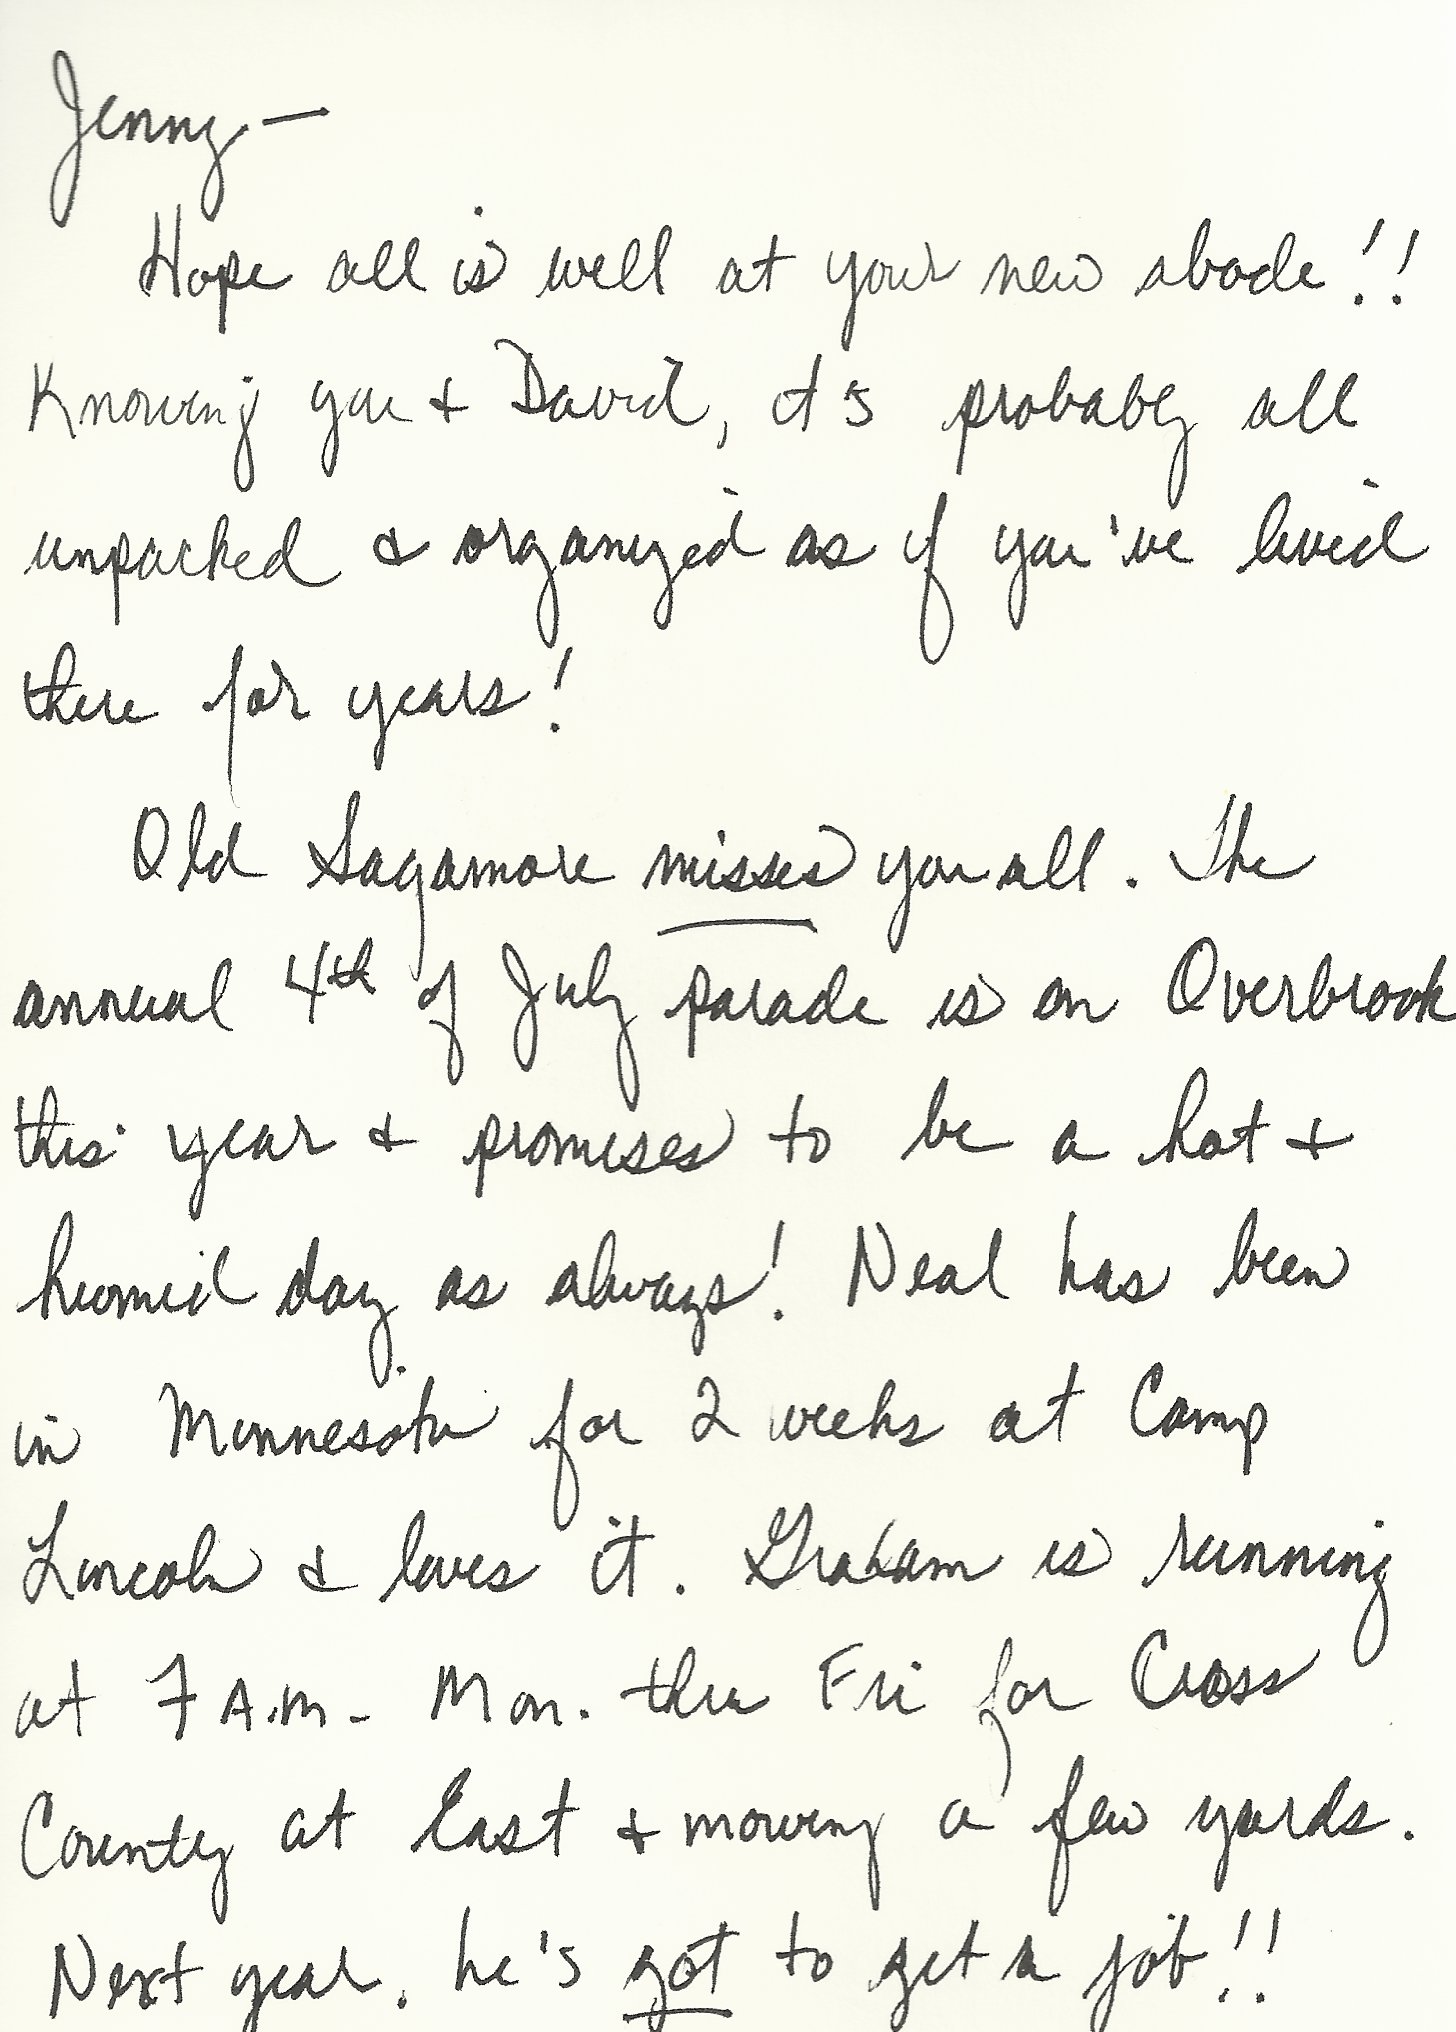 Jenny —
Hope all is well at your new abode!!
Knowing you + David, it's probably all
unpacked & organized as if you've lived
there for years!
Old Sagamore misses you all. The
annual 4th of July parade is on Overbrook
this year + promises to be a hot +
humid day as always! Neal has been
in Minnesota for 2 weeks at Camp
Lincoln & loves it. Graham is running
at 7 A.M. - Mon. thru Fri for Cross
County at East + mowing a few yards.
Next year, he's got to get a job!!